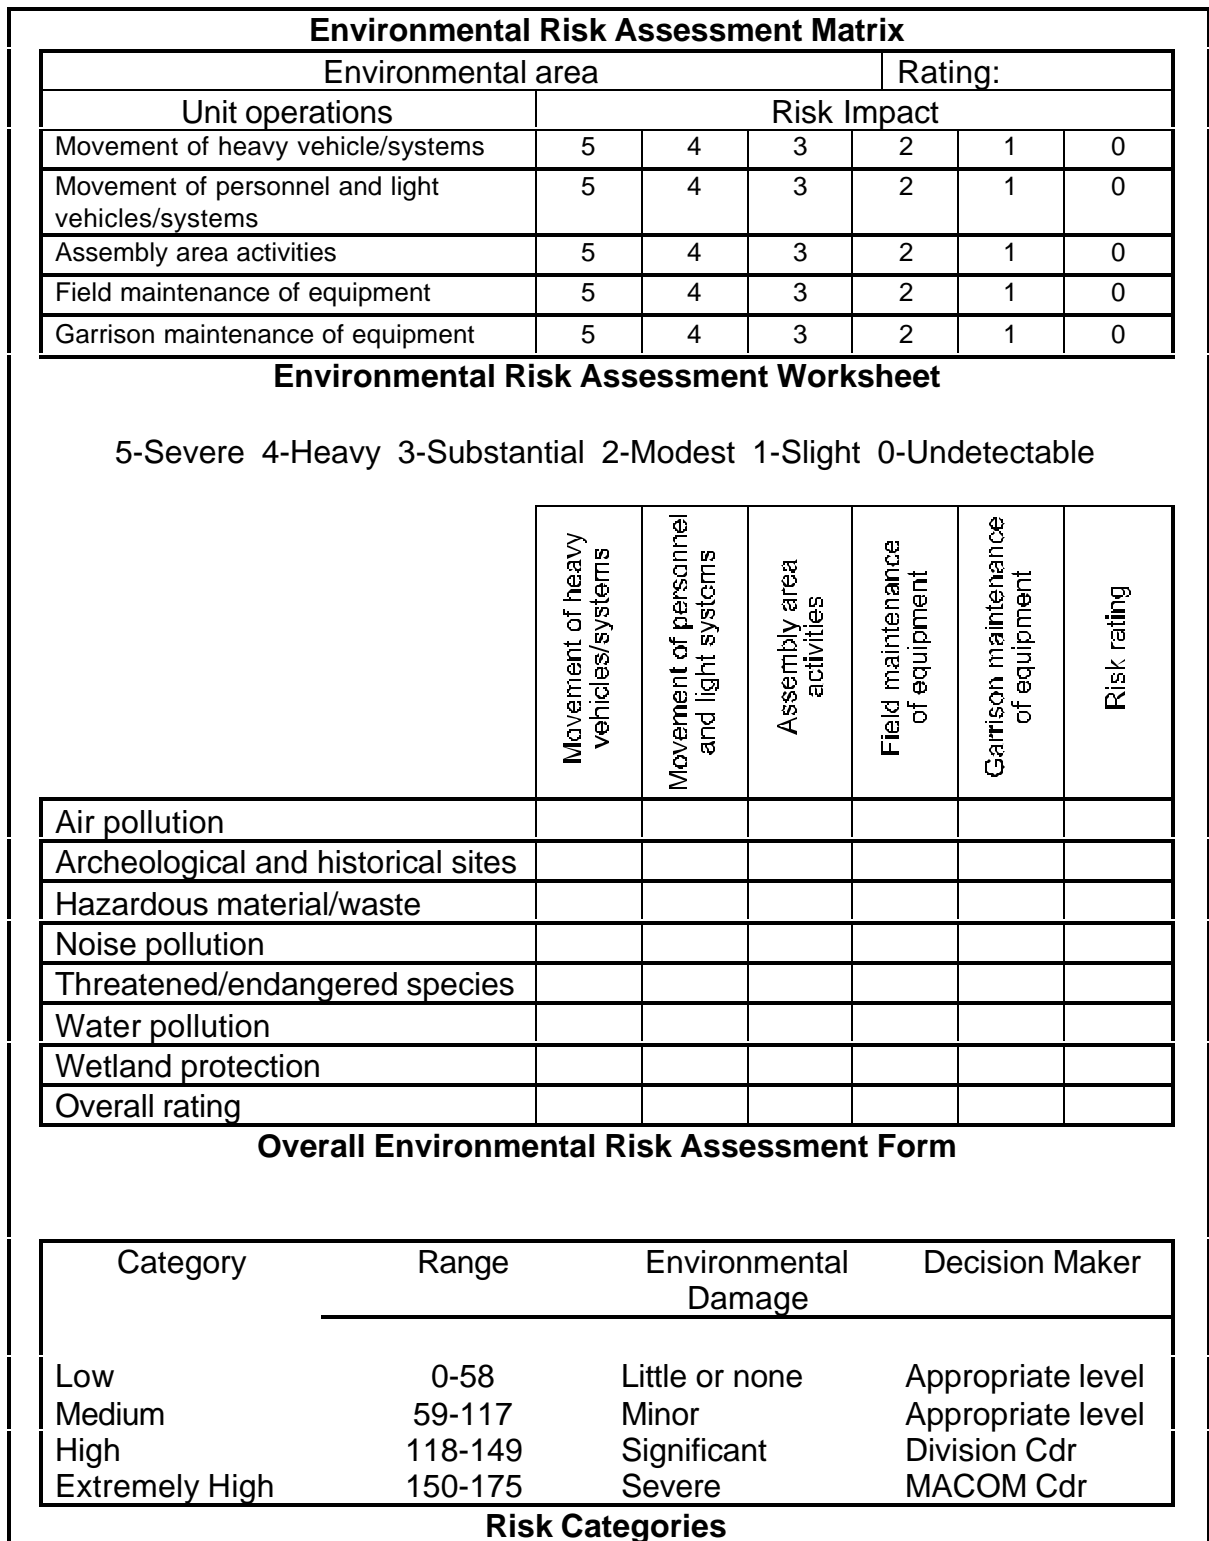 Environmental Risk Assessment Matrix
Environmental area Rating:
Unit operations Risk Impact
Movement of heavy vehicle/systems 5 4 3 2 1 0
Movement of personnel and light 5 4 3 2 1 0
vehicles/systems
Assembly area activities 5 4 3 2 1 0
Field maintenance of equipment 5 4 3 2 1 0
Garrison maintenance of equipment 5 4 3 2 1 0
Environmental Risk Assessment Worksheet
5-Severe 4-Heavy 3-Substantial 2-Modest 1-Slight 0-Undetectable
Movement of heavy
vehicles/systems
Movement of personnel
and light systems
Assembly area
activities
Field maintenance
of equipment
Garrison maintenance
of equipment
Risk rating
Air pollution
Archeological and historical sites
Hazardous material/waste
Noise pollution
Threatened/endangered species
Water pollution
Wetland protection
Overall rating
Overall Environmental Risk Assessment Form
Category Range Environmental Decision Maker
Damage
Low 0-58 Little or none Appropriate level
Medium 59-117 Minor Appropriate level
High 118-149 Significant Division Cdr
Extremely High 150-175 Severe MACOM Cdr
Risk Categories